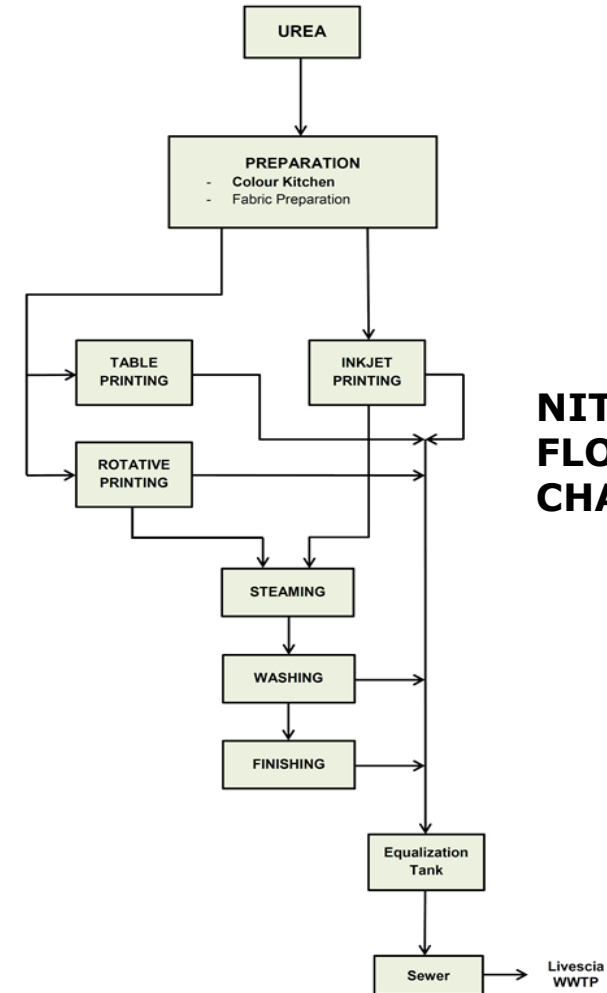 UREA
PREPARATION
- Colour Kitchen
- Fabric Preparation
TABLE
PRINTING
INKJET
PRINTING
NIT
FLO
CHA
ROTATIVE
PRINTING
STEAMING
WASHING
FINISHING
Equalization
Tank
Sewer
Livescia
WWTP